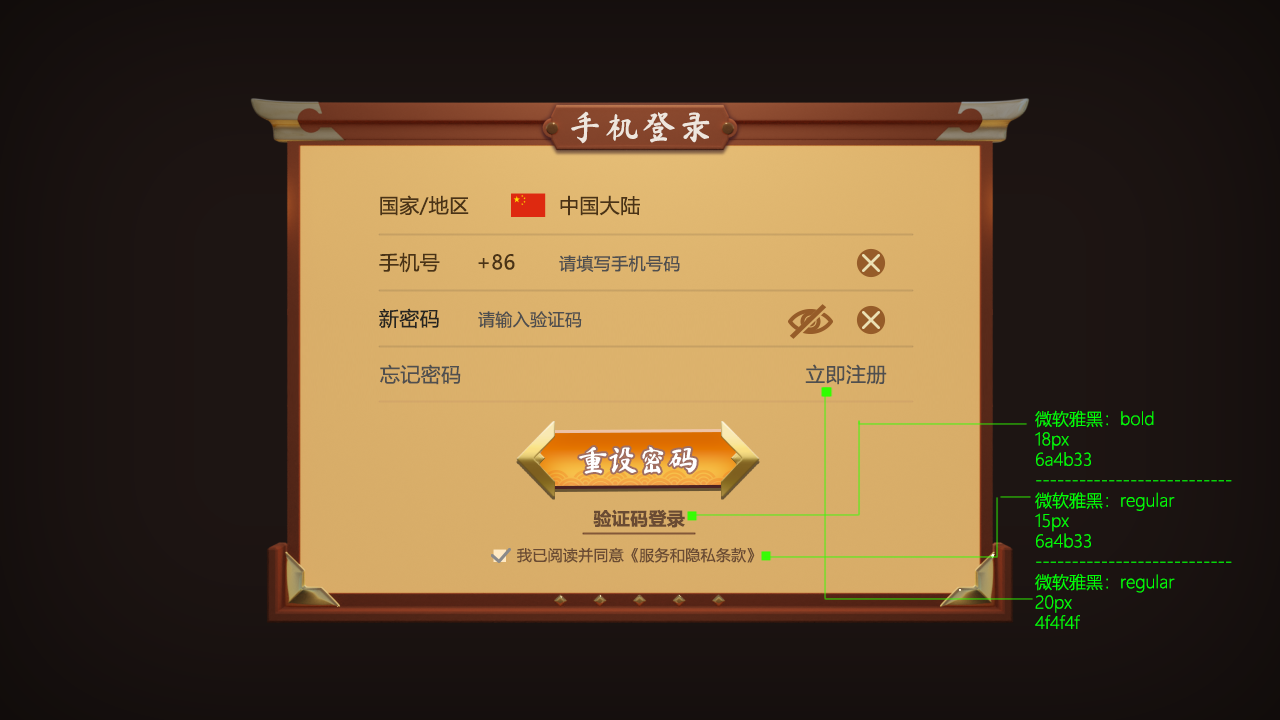 手机登录
国家/地区 中国大陆
手机号 +86 请填写手机号码
新密码 请输入验证码
忘记密码 立即注册
重设密码
验证码登录
我已阅读并同意《服务和隐私条款》
微软雅黑：bold
18px
6a4b33
---------------------------
微软雅黑：regular
15px
6a4b33
---------------------------
微软雅黑：regular
20px
4f4f4f